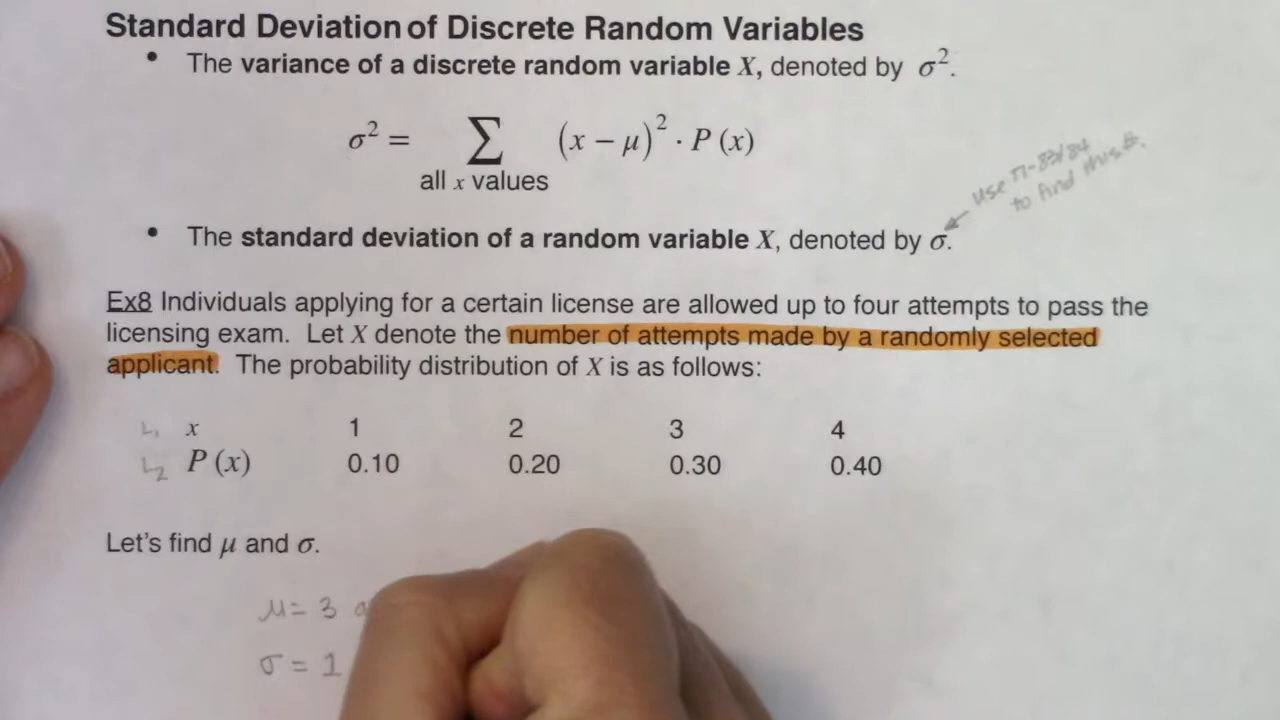 Standard Deviation of Discrete Random Variables
• The variance of a discrete random variable X, denoted by σ².
σ² = ∑ (x − µ)² · P (x)
all x values
use TI-83/84
to find this #.
• The standard deviation of a random variable X, denoted by σ.
Ex8 Individuals applying for a certain license are allowed up to four attempts to pass the
licensing exam. Let X denote the number of attempts made by a randomly selected
applicant. The probability distribution of X is as follows:
L₁ x 1 2 3 4
L₂ P (x) 0.10 0.20 0.30 0.40
Let's find µ and σ.
µ = 3
σ = 1